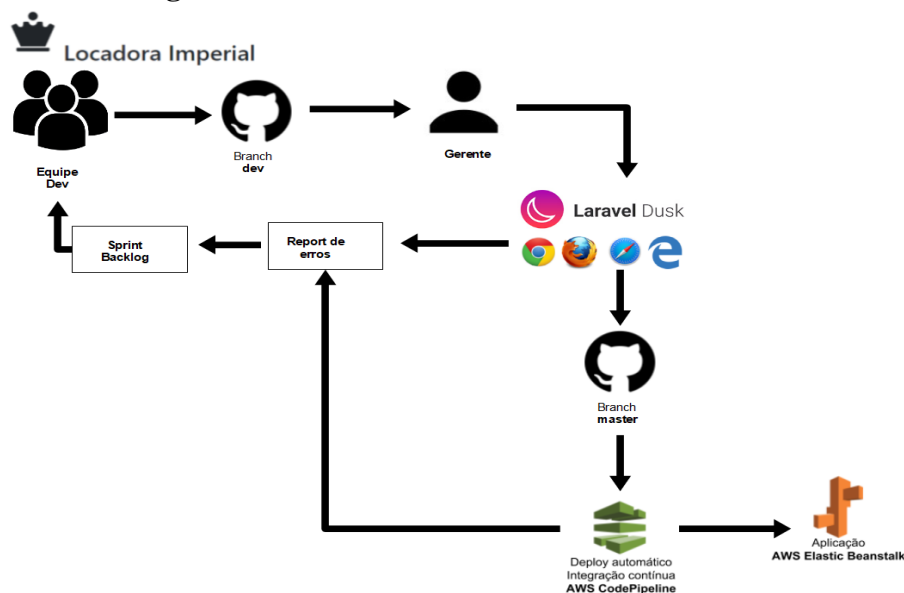 Locadora Imperial
Equipe
Dev
Branch
dev
Gerente
Laravel Dusk
Sprint
Backlog
Report de
erros
Branch
master
Deploy automático
Integração contínua
AWS CodePipeline
Aplicação
AWS Elastic Beanstalk